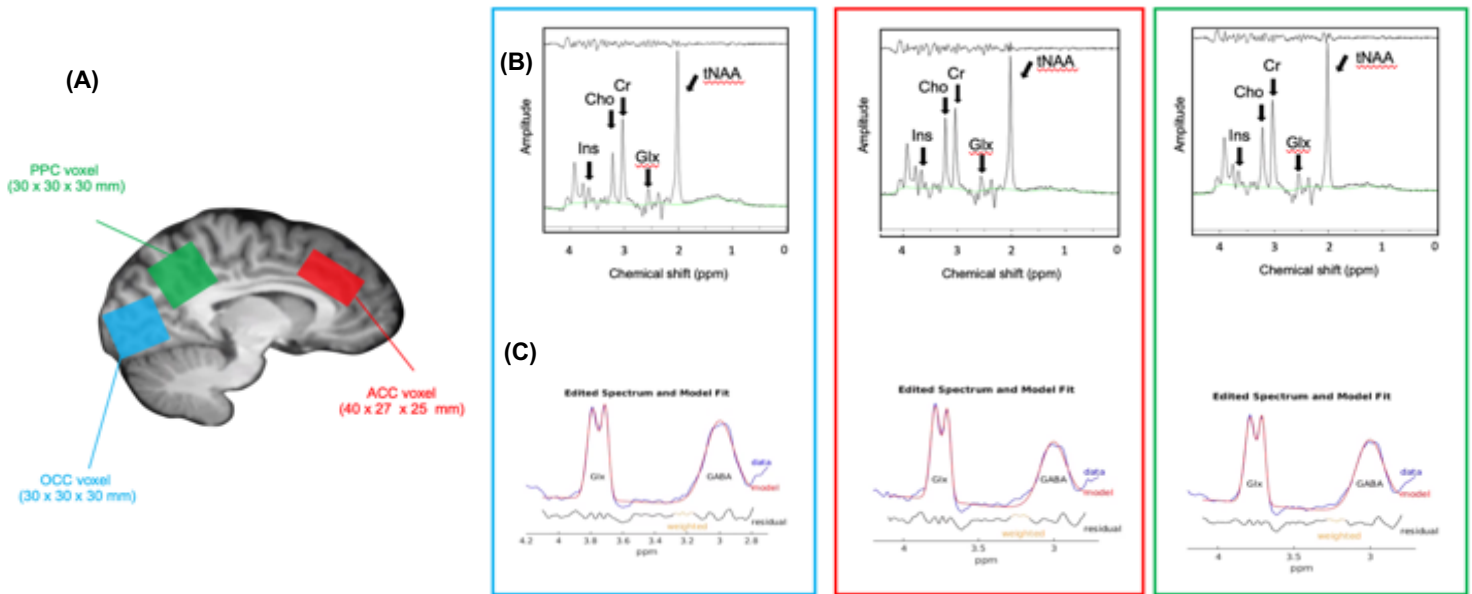 (A)
PPC voxel
(30 x 30 x 30 mm)
ACC voxel
(40 x 27 x 25 mm)
OCC voxel
(30 x 30 x 30 mm)
(B)
tNAA
Cr
Cho
Ins
Glx
Amplitude
4 3 2 1 0
Chemical shift (ppm)
tNAA
Cr
Cho
Ins
Glx
Amplitude
4 3 2 1 0
Chemical shift (ppm)
tNAA
Cr
Cho
Ins
Glx
Amplitude
4 3 2 1 0
Chemical shift (ppm)
(C)
Edited Spectrum and Model Fit
Glx
GABA
data
model
residual
weighted
4.2 4 3.8 3.6 3.4 3.2 3 2.8
ppm
Edited Spectrum and Model Fit
Glx
GABA
data
model
residual
weighted
4 3.5 3
ppm
Edited Spectrum and Model Fit
Glx
GABA
data
model
residual
weighted
4 3.5 3
ppm